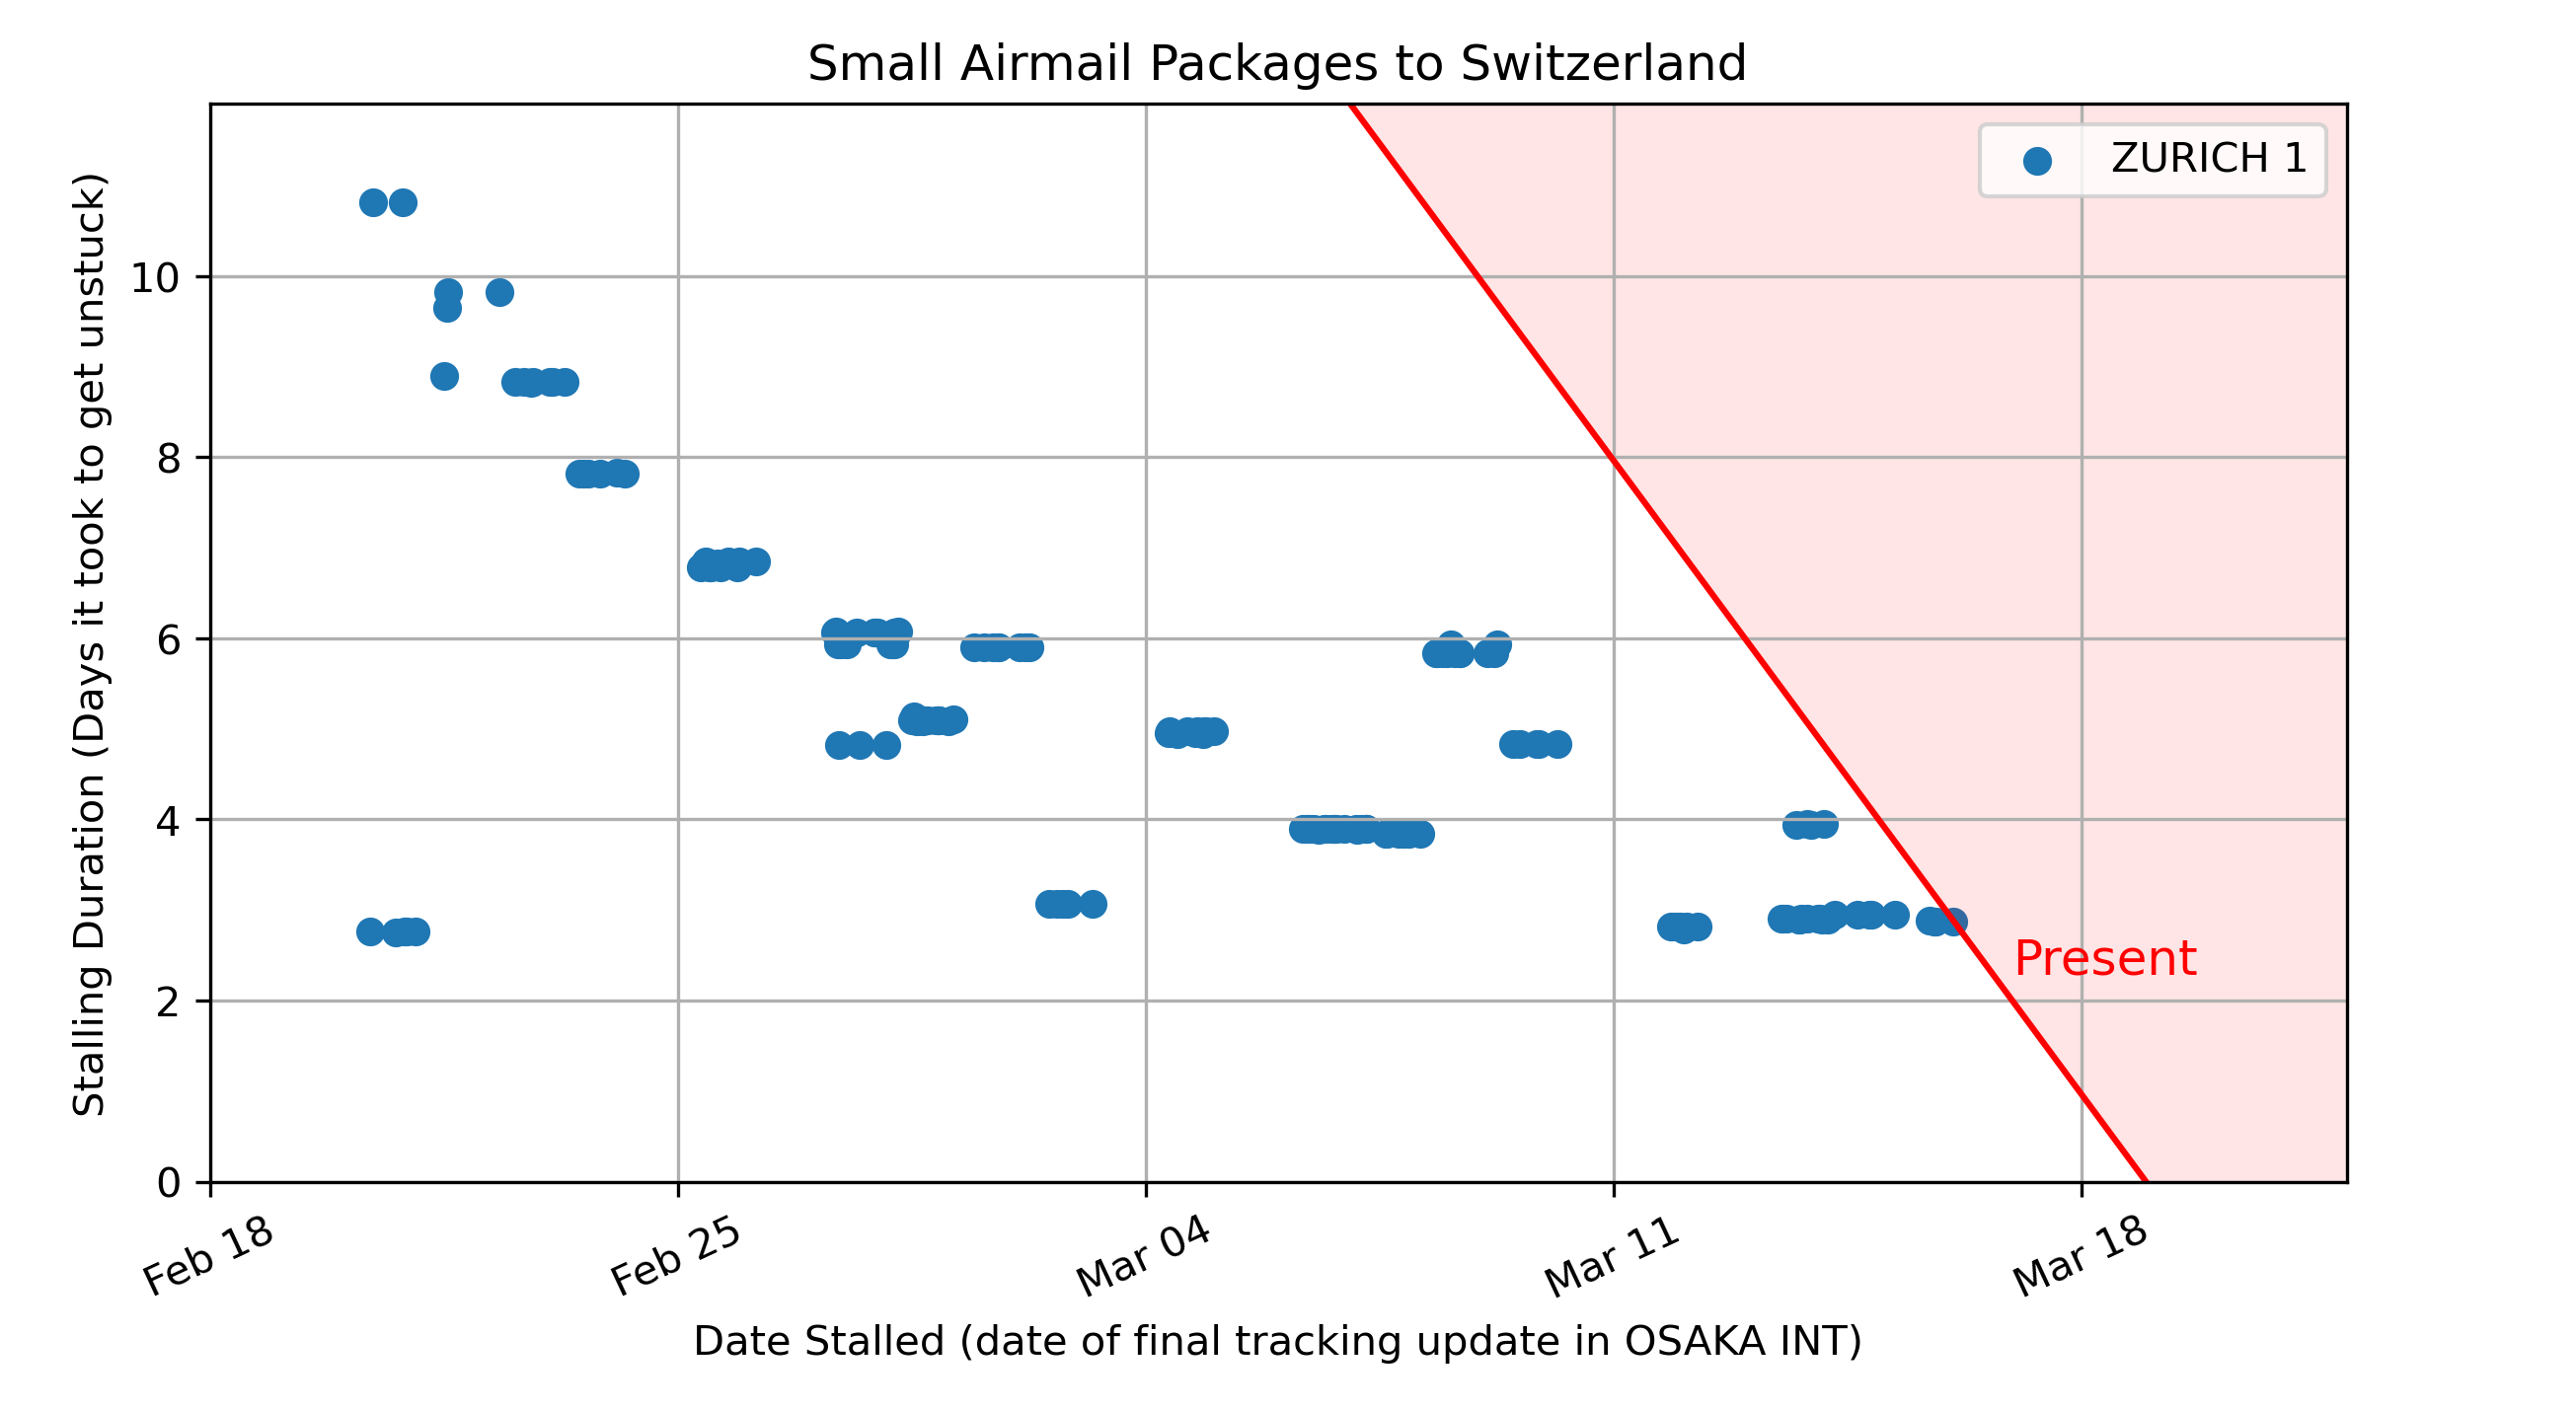 Small Airmail Packages to Switzerland
ZURICH 1
Stalling Duration (Days it took to get unstuck)
10
8
6
4
2
0
Present
Feb 18
Feb 25
Mar 04
Mar 11
Mar 18
Date Stalled (date of final tracking update in OSAKA INT)